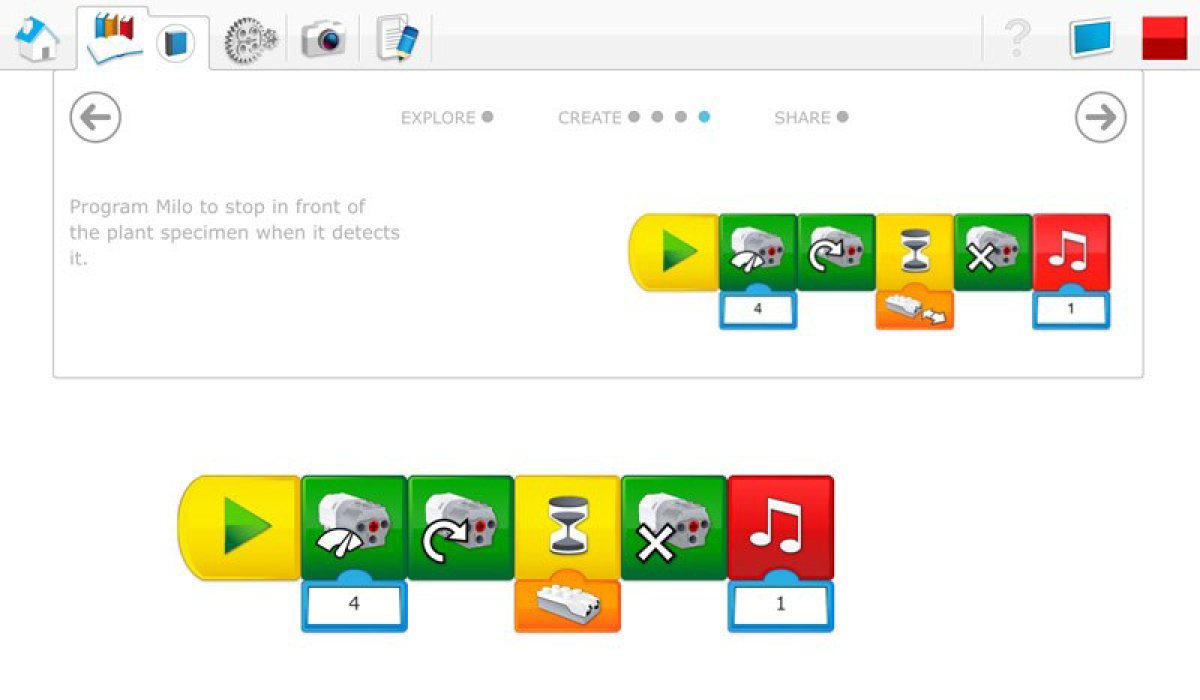 EXPLORE CREATE SHARE
Program Milo to stop in front of
the plant specimen when it detects
it.
4 1
4 1